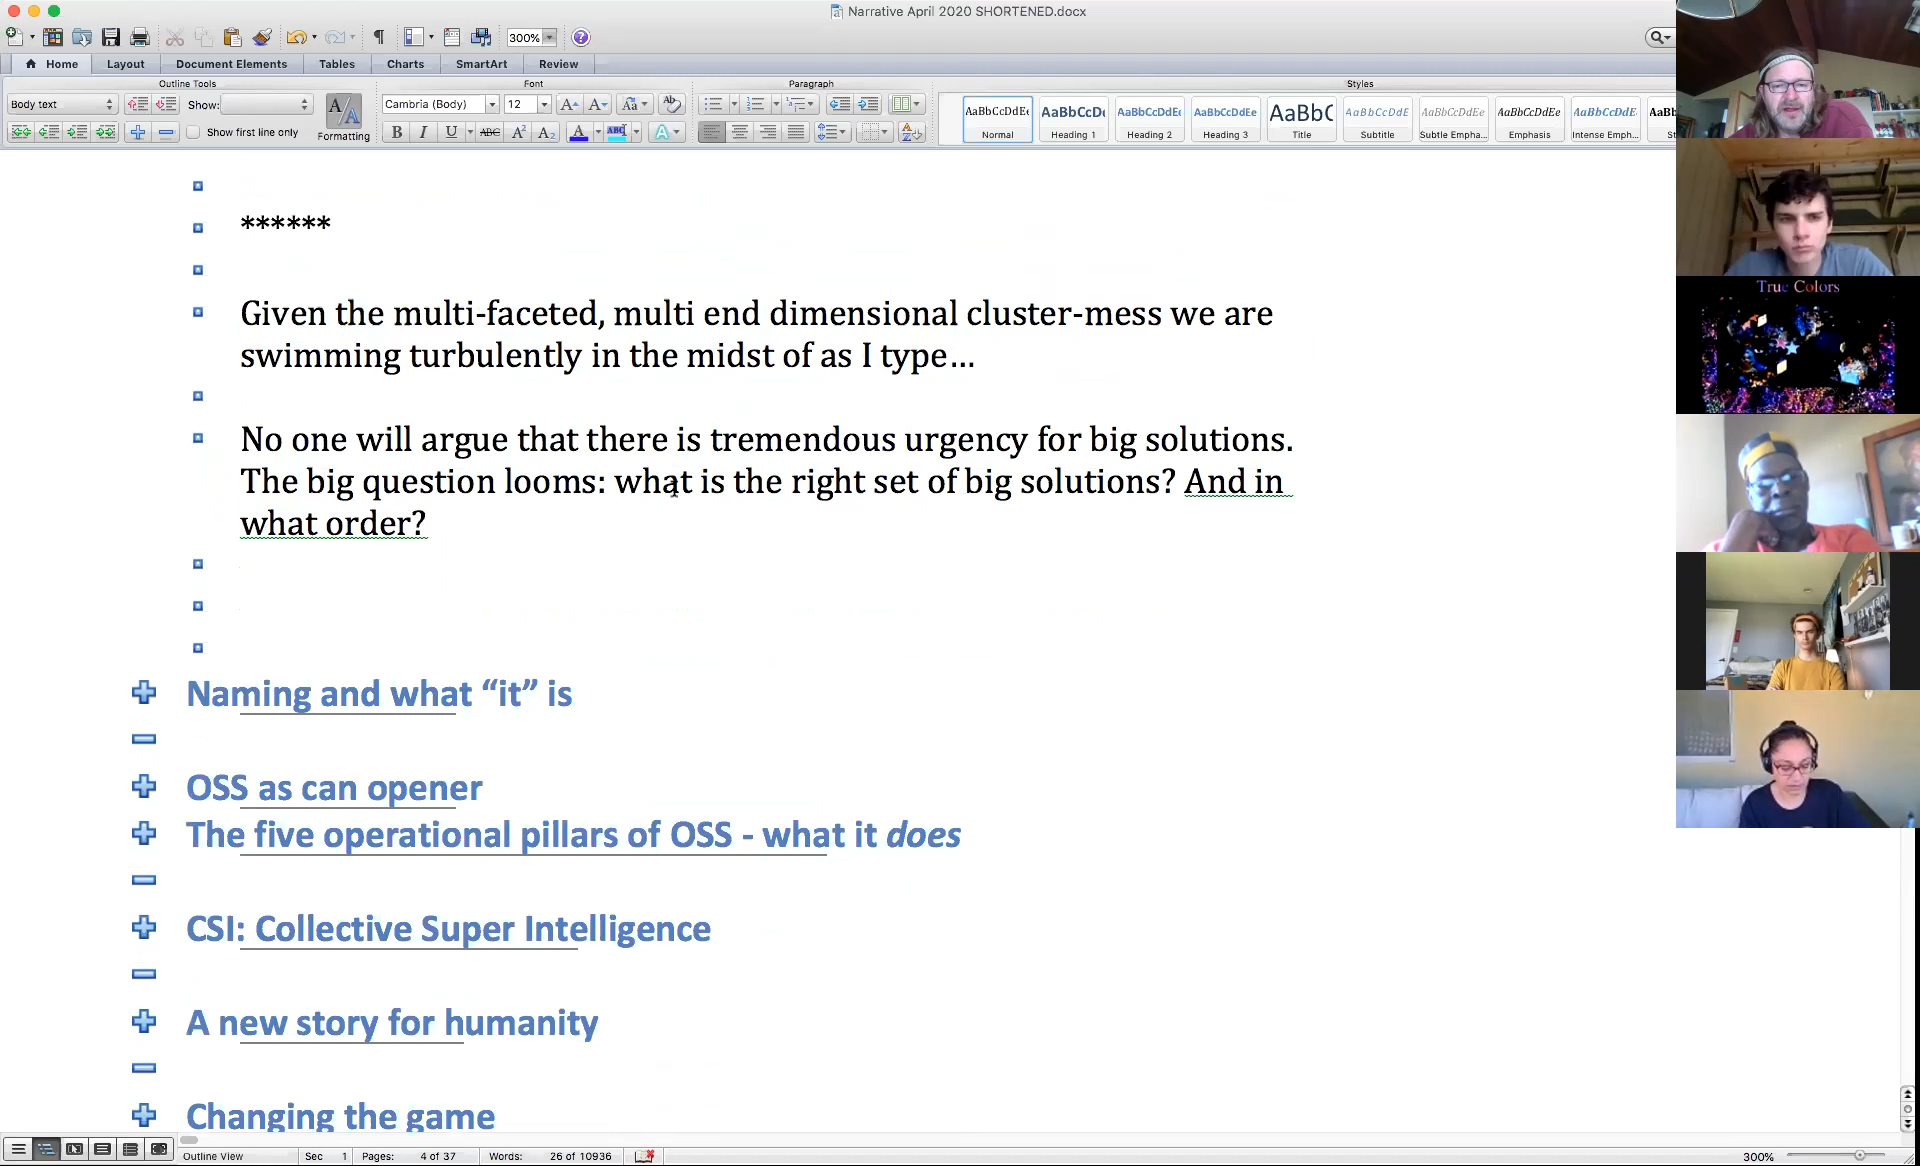 Narrative April 2020 SHORTENED.docx
300%
Home Layout Document Elements Tables Charts SmartArt Review
Outline Tools Font Paragraph Styles
Body text Show: Cambria (Body) 12
Show first line only Formatting
AaBbCcDdEe AaBbCcDc AaBbCcDdEe AaBbCcDdEe AaBbC AaBbCcDdEe AaBbCcDdEe AaBbCcDdEe AaBbCcDdE
Normal Heading 1 Heading 2 Heading 3 Title Subtitle Subtle Empha... Emphasis Intense Emph...
******
Given the multi-faceted, multi end dimensional cluster-mess we are
swimming turbulently in the midst of as I type…
No one will argue that there is tremendous urgency for big solutions.
The big question looms: what is the right set of big solutions? And in
what order?
Naming and what “it” is
OSS as can opener
The five operational pillars of OSS - what it does
CSI: Collective Super Intelligence
A new story for humanity
Changing the game
Outline View Sec 1 Pages: 4 of 37 Words: 26 of 10936 300%
True Colors